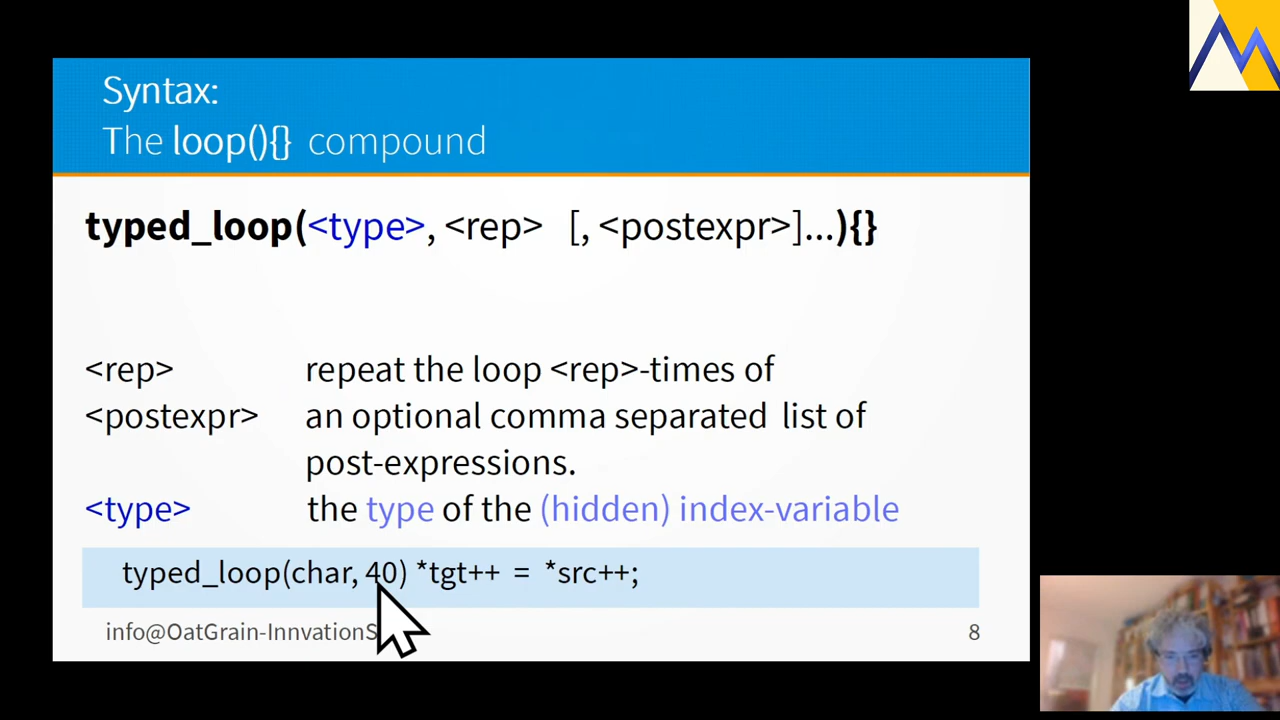 Syntax:
The loop(){} compound
typed_loop(<type>, <rep> [, <postexpr>]...){}
<rep> repeat the loop <rep>-times of
<postexpr> an optional comma separated list of
post-expressions.
<type> the type of the (hidden) index-variable
typed_loop(char, 40) *tgt++ = *src++;
info@OatGrain-InnvationS 8